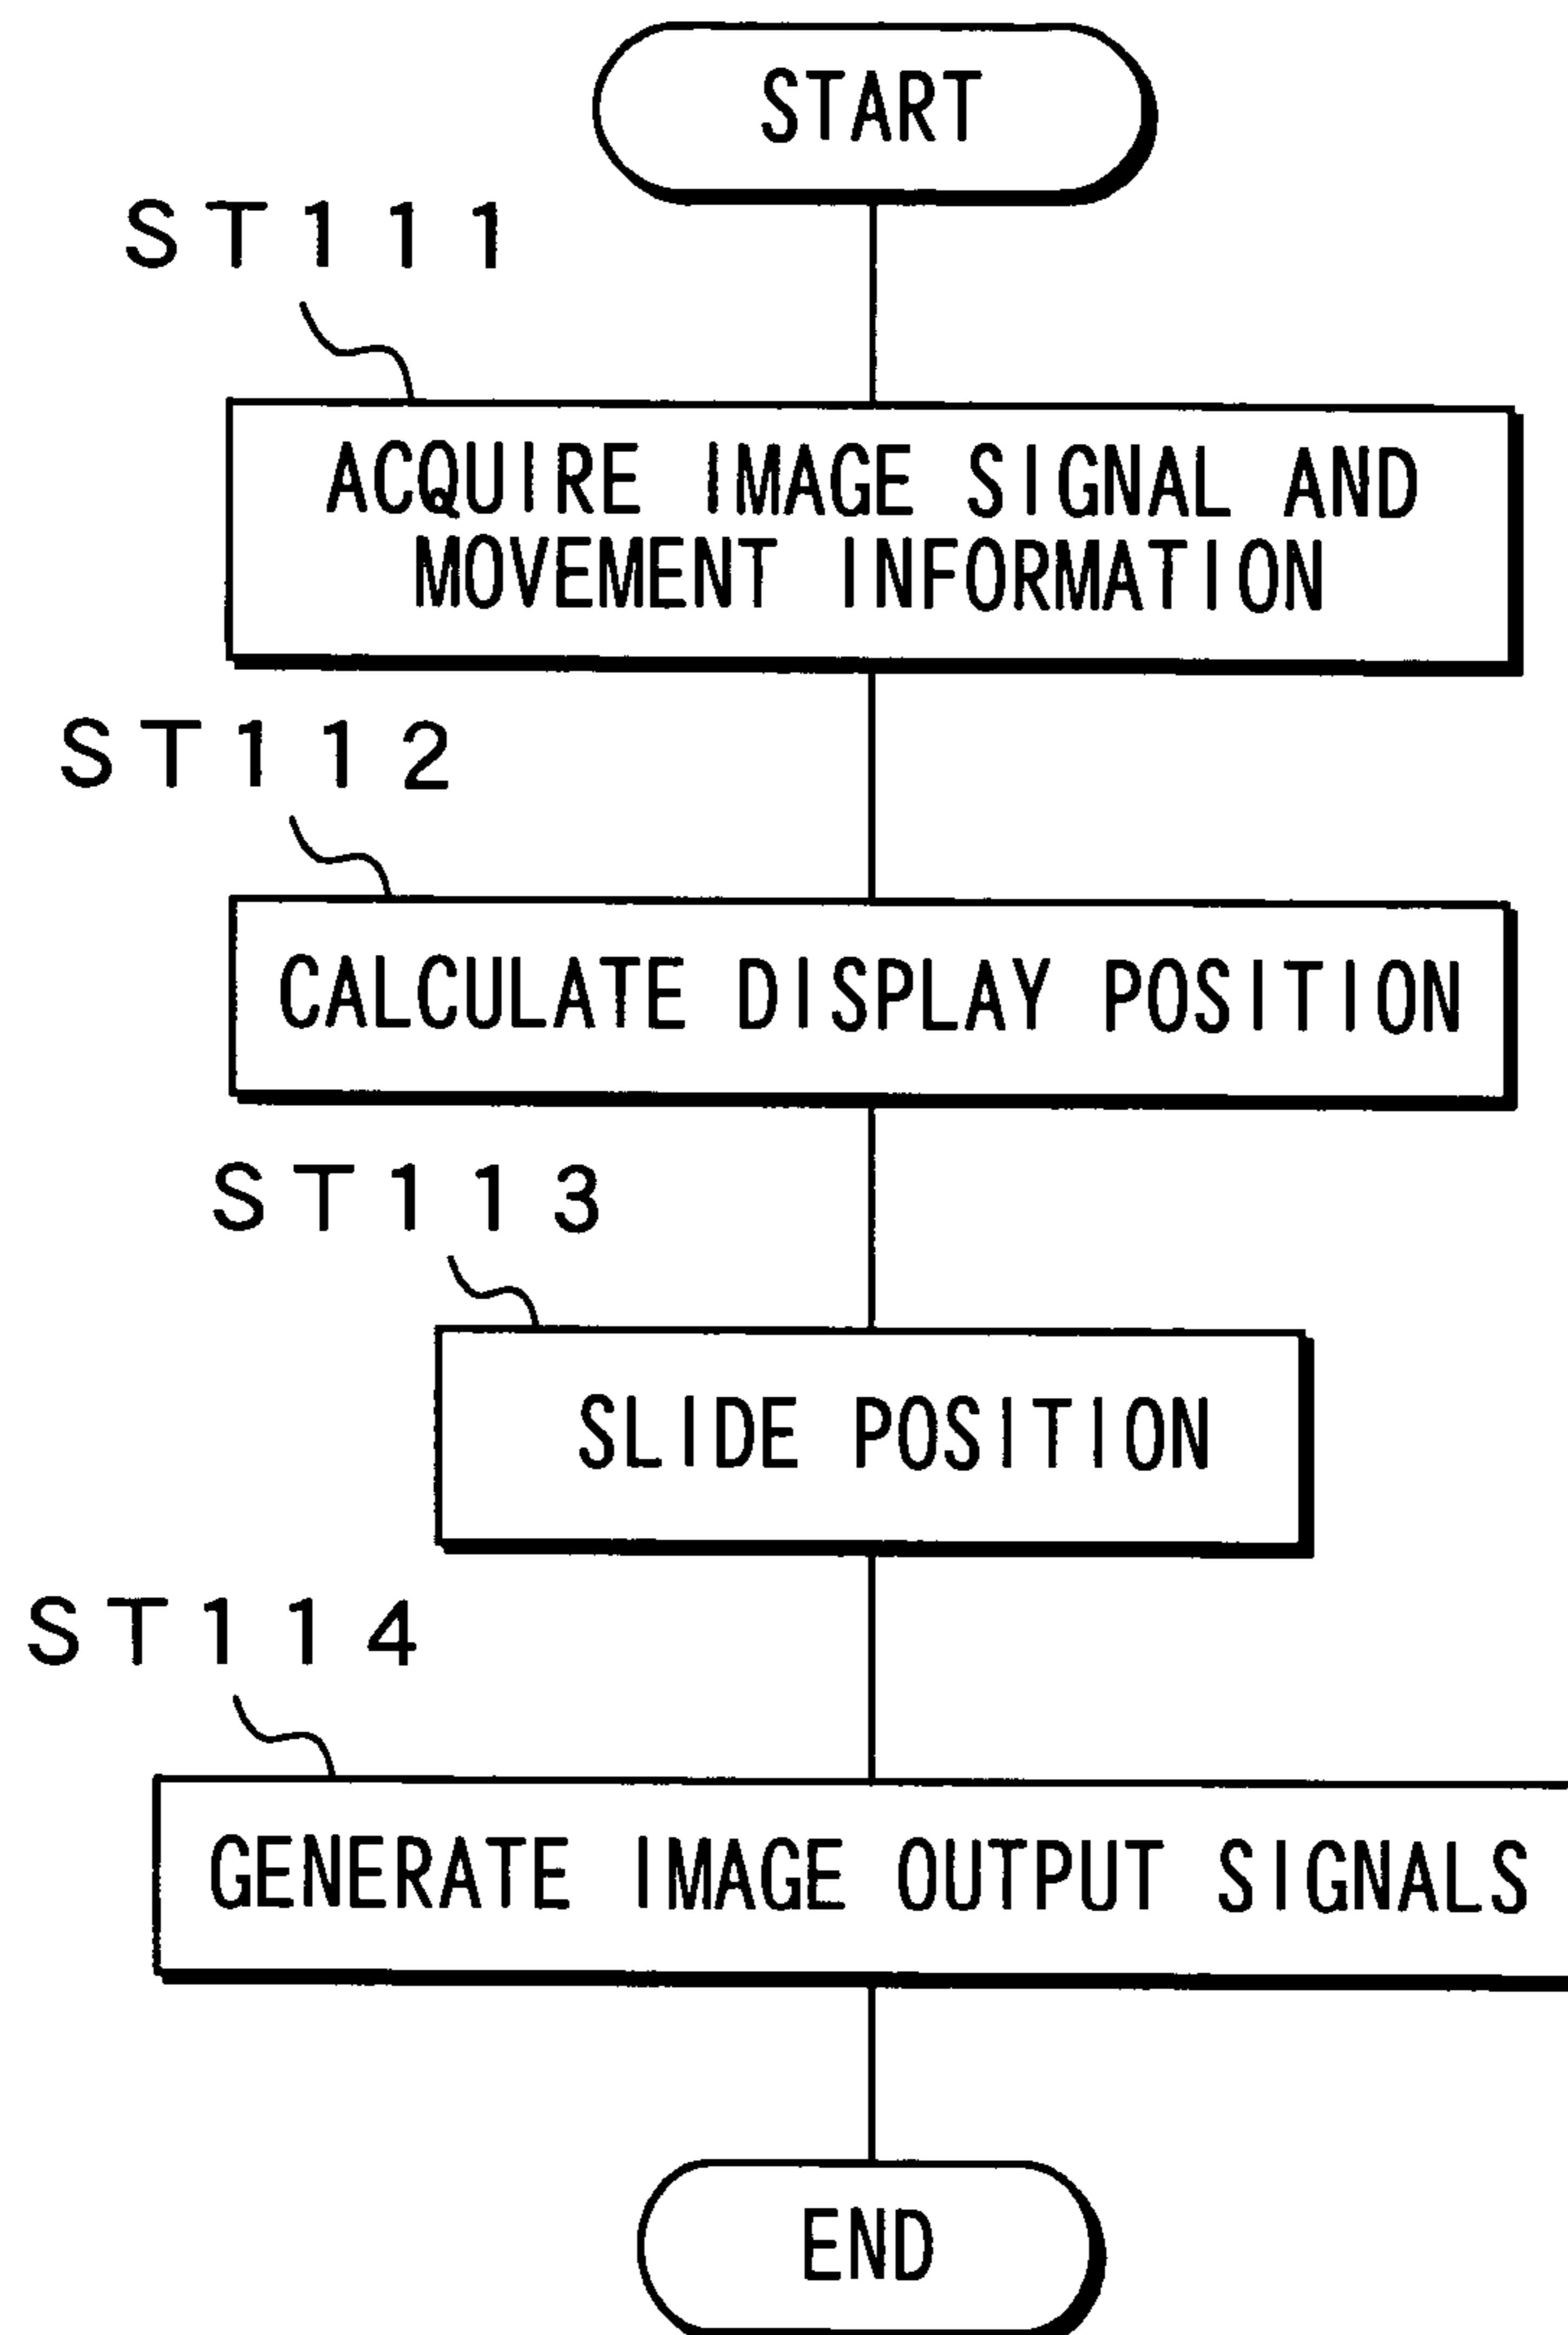 START
ST111
ACQUIRE IMAGE SIGNAL AND
MOVEMENT INFORMATION
ST112
CALCULATE DISPLAY POSITION
ST113
SLIDE POSITION
ST114
GENERATE IMAGE OUTPUT SIGNALS
END